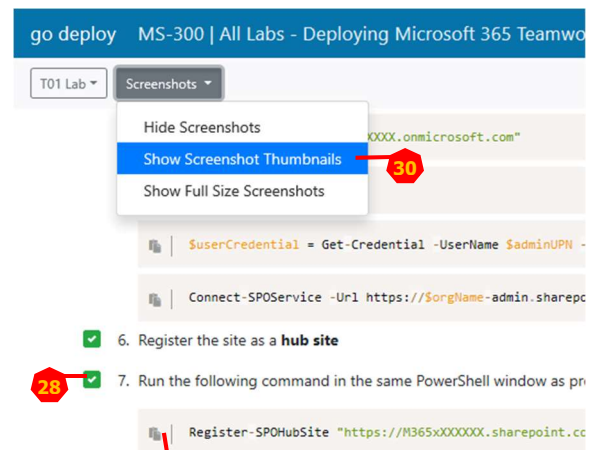 go deploy MS-300 | All Labs - Deploying Microsoft 365 Teamwo
T01 Lab Screenshots
Hide Screenshots
XXXX.onmicrosoft.com"
Show Screenshot Thumbnails
30
Show Full Size Screenshots
$userCredential = Get-Credential -UserName $adminUPN -
Connect-SPOService -Url https://$orgName-admin.sharepo
6. Register the site as a hub site
28
7. Run the following command in the same PowerShell window as pr
Register-SPOHubSite "https://M365xXXXXXX.sharepoint.co